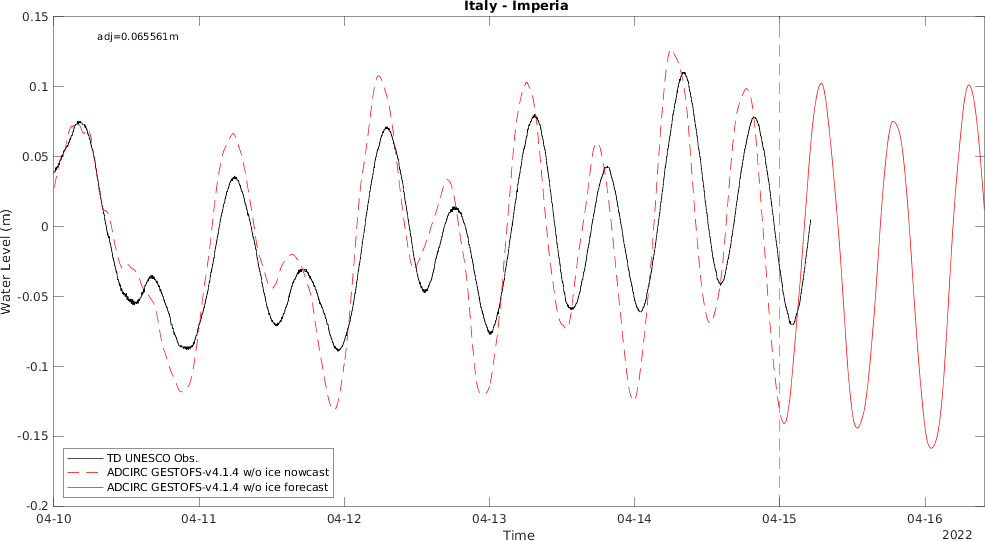 Italy - Imperia
adj=0.065561m
0.15
0.1
0.05
0
-0.05
-0.1
-0.15
-0.2
Water Level (m)
TD UNESCO Obs.
ADCIRC GESTOFS-v4.1.4 w/o ice nowcast
ADCIRC GESTOFS-v4.1.4 w/o ice forecast
04-10 04-11 04-12 04-13 04-14 04-15 04-16
Time
2022